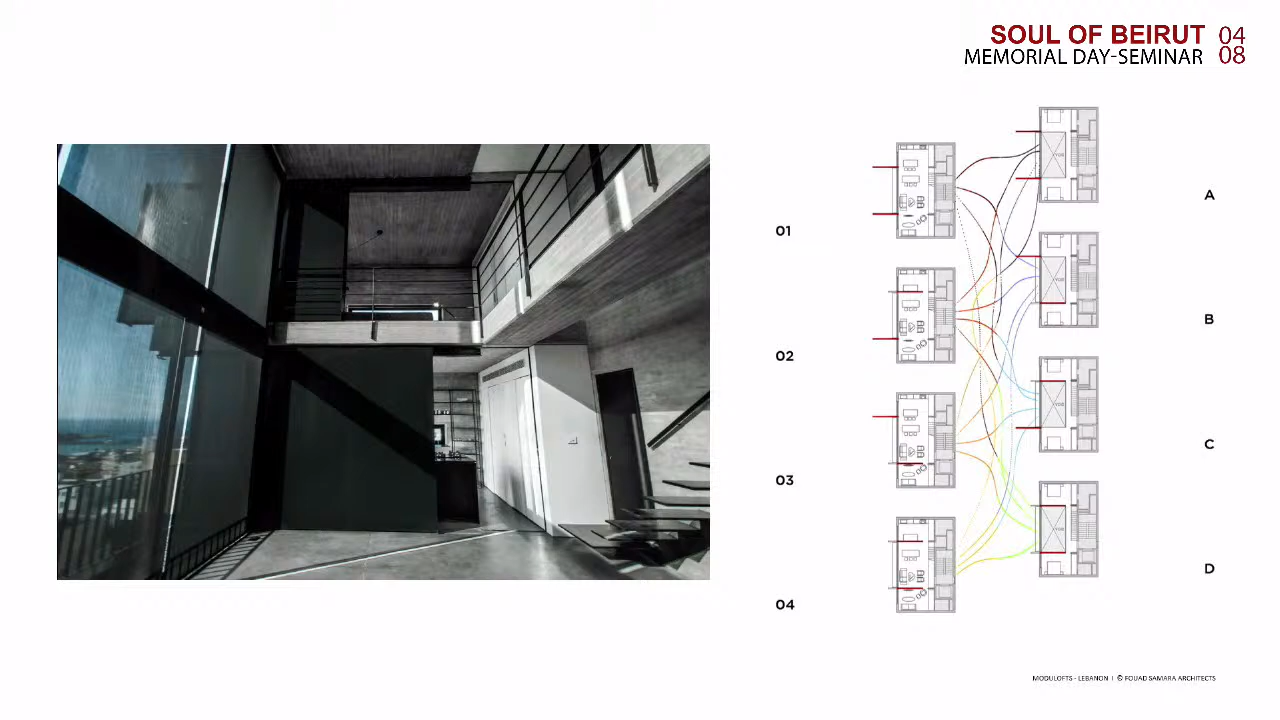 SOUL OF BEIRUT 04
MEMORIAL DAY-SEMINAR 08
A
01
B
02
C
03
D
04
MODULOFTS - LEBANON I © FOUAD SAMARA ARCHITECTS